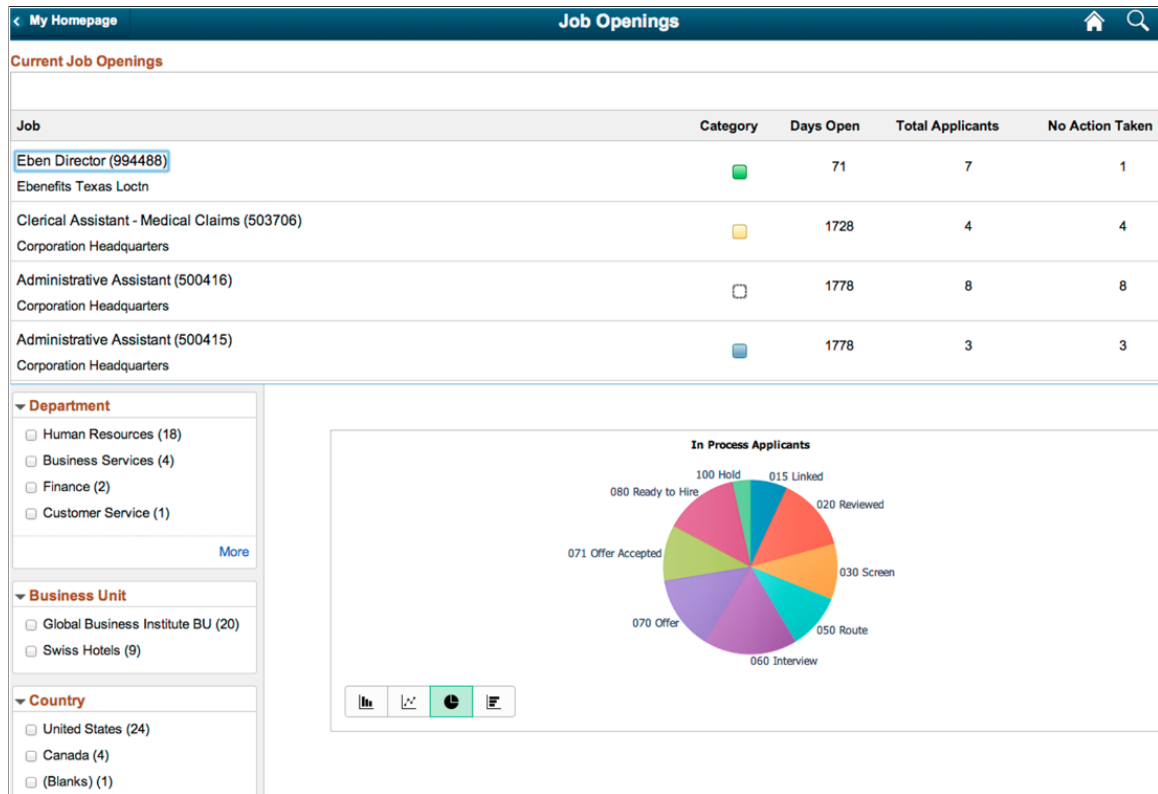 My Homepage
Job Openings
Current Job Openings
Job Category Days Open Total Applicants No Action Taken
Eben Director (994488) 71 7 1
Ebenefits Texas Loctn
Clerical Assistant - Medical Claims (503706) 1728 4 4
Corporation Headquarters
Administrative Assistant (500416) 1778 8 8
Corporation Headquarters
Administrative Assistant (500415) 1778 3 3
Corporation Headquarters
Department
Human Resources (18)
Business Services (4)
Finance (2)
Customer Service (1)
More
Business Unit
Global Business Institute BU (20)
Swiss Hotels (9)
Country
United States (24)
Canada (4)
(Blanks) (1)
In Process Applicants
100 Hold
015 Linked
080 Ready to Hire
020 Reviewed
071 Offer Accepted
030 Screen
070 Offer
050 Route
060 Interview